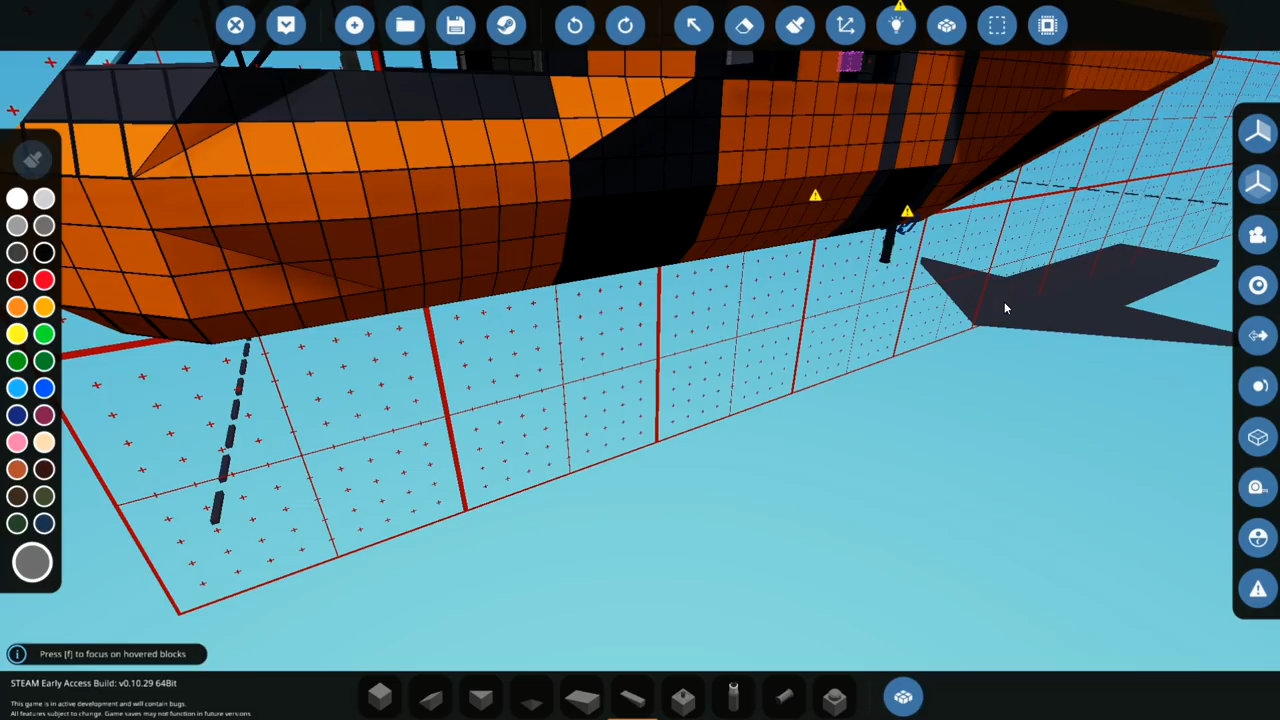 Press [f] to focus on hovered blocks
STEAM Early Access Build: v0.10.29 64Bit
This game is in active development and will contain bugs.
All features subject to change. Game saves may not function in future versions.